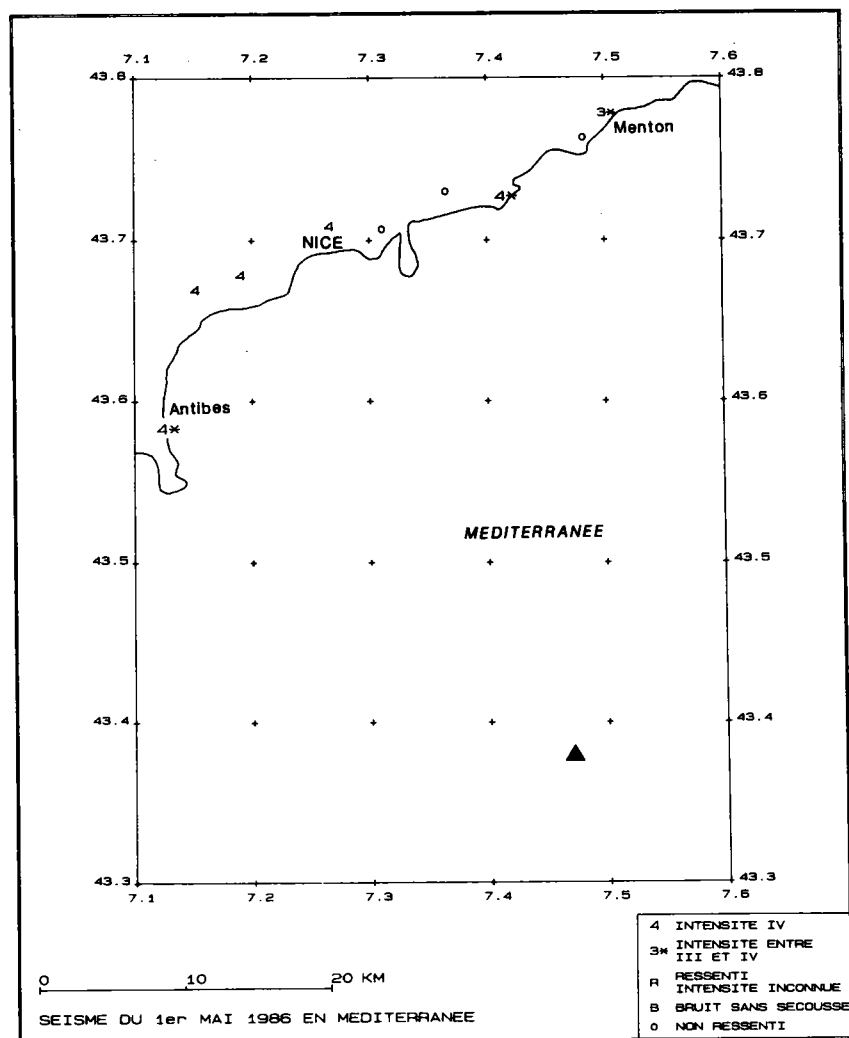 7.1 7.2 7.3 7.4 7.5 7.6
43.8 43.8
3*
Menton
o
o
4*
4 o
NICE
43.7 43.7
4
4
43.6 43.6
Antibes
4*
MEDITERRANEE
43.5 43.5
43.4 43.4
43.3 43.3
7.1 7.2 7.3 7.4 7.5 7.6
4 INTENSITE IV
3* INTENSITE ENTRE
III ET IV
R RESSENTI
INTENSITE INCONNUE
B BRUIT SANS SECOUSSE
o NON RESSENTI
0 10 20 KM
SEISME DU 1er MAI 1986 EN MEDITERRANEE